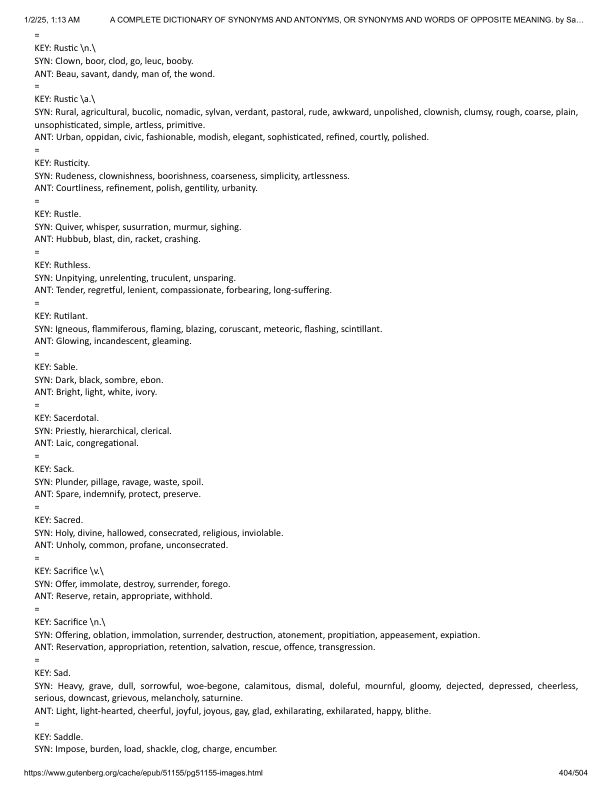 1/2/25, 1:13 AM A COMPLETE DICTIONARY OF SYNONYMS AND ANTONYMS, OR SYNONYMS AND WORDS OF OPPOSITE MEANING. by Sa…
=
KEY: Rustic \n.\
SYN: Clown, boor, clod, go, leuc, booby.
ANT: Beau, savant, dandy, man of, the wond.
=
KEY: Rustic \a.\
SYN: Rural, agricultural, bucolic, nomadic, sylvan, verdant, pastoral, rude, awkward, unpolished, clownish, clumsy, rough, coarse, plain,
unsophisticated, simple, artless, primitive.
ANT: Urban, oppidan, civic, fashionable, modish, elegant, sophisticated, refined, courtly, polished.
=
KEY: Rusticity.
SYN: Rudeness, clownishness, boorishness, coarseness, simplicity, artlessness.
ANT: Courtliness, refinement, polish, gentility, urbanity.
=
KEY: Rustle.
SYN: Quiver, whisper, susurration, murmur, sighing.
ANT: Hubbub, blast, din, racket, crashing.
=
KEY: Ruthless.
SYN: Unpitying, unrelenting, truculent, unsparing.
ANT: Tender, regretful, lenient, compassionate, forbearing, long-suffering.
=
KEY: Rutilant.
SYN: Igneous, flammiferous, flaming, blazing, coruscant, meteoric, flashing, scintillant.
ANT: Glowing, incandescent, gleaming.
=
KEY: Sable.
SYN: Dark, black, sombre, ebon.
ANT: Bright, light, white, ivory.
=
KEY: Sacerdotal.
SYN: Priestly, hierarchical, clerical.
ANT: Laic, congregational.
=
KEY: Sack.
SYN: Plunder, pillage, ravage, waste, spoil.
ANT: Spare, indemnify, protect, preserve.
=
KEY: Sacred.
SYN: Holy, divine, hallowed, consecrated, religious, inviolable.
ANT: Unholy, common, profane, unconsecrated.
=
KEY: Sacrifice \v.\
SYN: Offer, immolate, destroy, surrender, forego.
ANT: Reserve, retain, appropriate, withhold.
=
KEY: Sacrifice \n.\
SYN: Offering, oblation, immolation, surrender, destruction, atonement, propitiation, appeasement, expiation.
ANT: Reservation, appropriation, retention, salvation, rescue, offence, transgression.
=
KEY: Sad.
SYN: Heavy, grave, dull, sorrowful, woe-begone, calamitous, dismal, doleful, mournful, gloomy, dejected, depressed, cheerless,
serious, downcast, grievous, melancholy, saturnine.
ANT: Light, light-hearted, cheerful, joyful, joyous, gay, glad, exhilarating, exhilarated, happy, blithe.
=
KEY: Saddle.
SYN: Impose, burden, load, shackle, clog, charge, encumber.
https://www.gutenberg.org/cache/epub/51155/pg51155-images.html 404/504